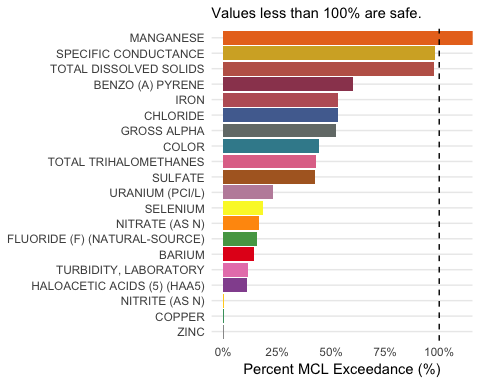 Values less than 100% are safe.
MANGANESE
SPECIFIC CONDUCTANCE
TOTAL DISSOLVED SOLIDS
BENZO (A) PYRENE
IRON
CHLORIDE
GROSS ALPHA
COLOR
TOTAL TRIHALOMETHANES
SULFATE
URANIUM (PCI/L)
SELENIUM
NITRATE (AS N)
FLUORIDE (F) (NATURAL-SOURCE)
BARIUM
TURBIDITY, LABORATORY
HALOACETIC ACIDS (5) (HAA5)
NITRITE (AS N)
COPPER
ZINC
0% 25% 50% 75% 100%
Percent MCL Exceedance (%)